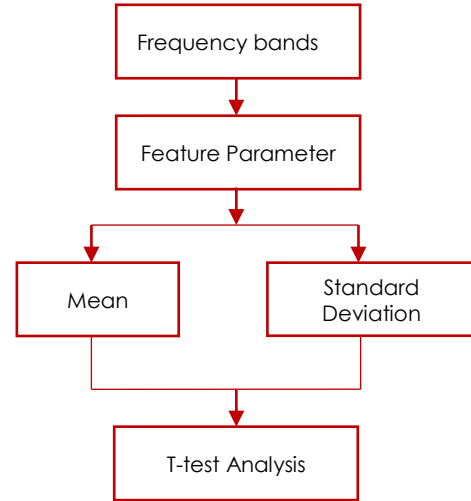 Frequency bands
Feature Parameter
Mean
Standard
Deviation
T-test Analysis